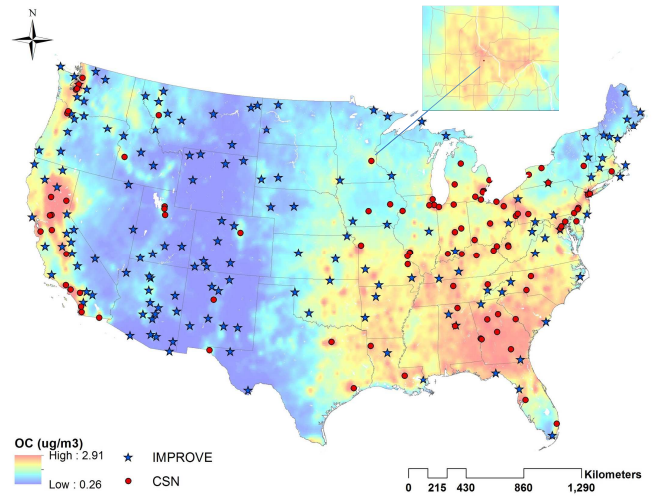 N
OC (ug/m3)
High : 2.91
Low : 0.26
IMPROVE
CSN
Kilometers
0 215 430 860 1,290